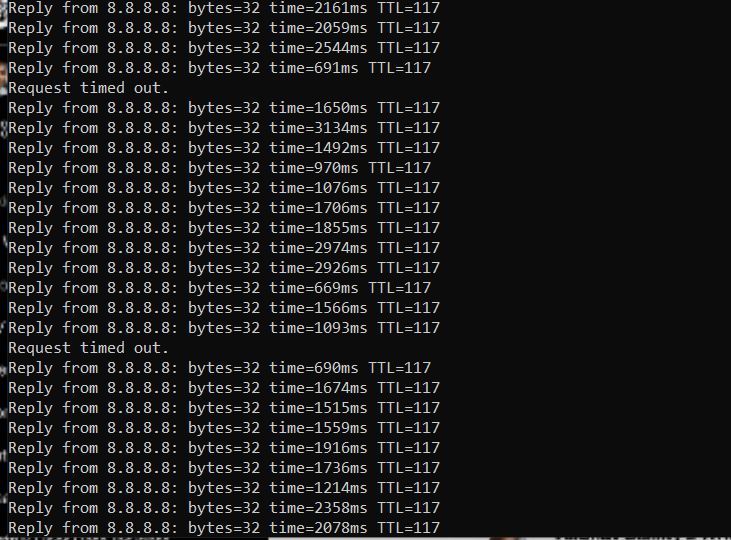 Reply from 8.8.8.8: bytes=32 time=2161ms TTL=117
Reply from 8.8.8.8: bytes=32 time=2059ms TTL=117
Reply from 8.8.8.8: bytes=32 time=2544ms TTL=117
Reply from 8.8.8.8: bytes=32 time=691ms TTL=117
Request timed out.
Reply from 8.8.8.8: bytes=32 time=1650ms TTL=117
Reply from 8.8.8.8: bytes=32 time=3134ms TTL=117
Reply from 8.8.8.8: bytes=32 time=1492ms TTL=117
Reply from 8.8.8.8: bytes=32 time=970ms TTL=117
Reply from 8.8.8.8: bytes=32 time=1076ms TTL=117
Reply from 8.8.8.8: bytes=32 time=1706ms TTL=117
Reply from 8.8.8.8: bytes=32 time=1855ms TTL=117
Reply from 8.8.8.8: bytes=32 time=2974ms TTL=117
Reply from 8.8.8.8: bytes=32 time=2926ms TTL=117
Reply from 8.8.8.8: bytes=32 time=669ms TTL=117
Reply from 8.8.8.8: bytes=32 time=1566ms TTL=117
Reply from 8.8.8.8: bytes=32 time=1093ms TTL=117
Request timed out.
Reply from 8.8.8.8: bytes=32 time=690ms TTL=117
Reply from 8.8.8.8: bytes=32 time=1674ms TTL=117
Reply from 8.8.8.8: bytes=32 time=1515ms TTL=117
Reply from 8.8.8.8: bytes=32 time=1559ms TTL=117
Reply from 8.8.8.8: bytes=32 time=1916ms TTL=117
Reply from 8.8.8.8: bytes=32 time=1736ms TTL=117
Reply from 8.8.8.8: bytes=32 time=1214ms TTL=117
Reply from 8.8.8.8: bytes=32 time=2358ms TTL=117
Reply from 8.8.8.8: bytes=32 time=2078ms TTL=117